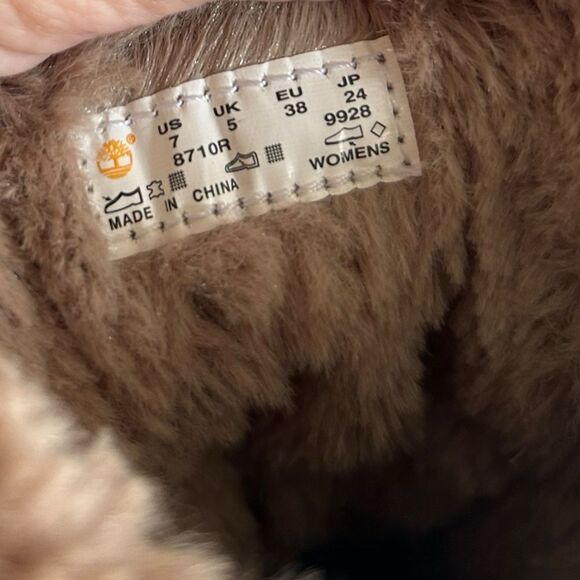 US UK EU JP
7 5 38 24
8710R 9928
WOMENS
MADE IN CHINA
®